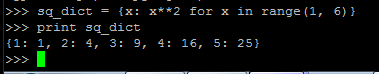 >>> sq_dict = {x: x**2 for x in range(1, 6)}
>>> print sq_dict
{1: 1, 2: 4, 3: 9, 4: 16, 5: 25}
>>>